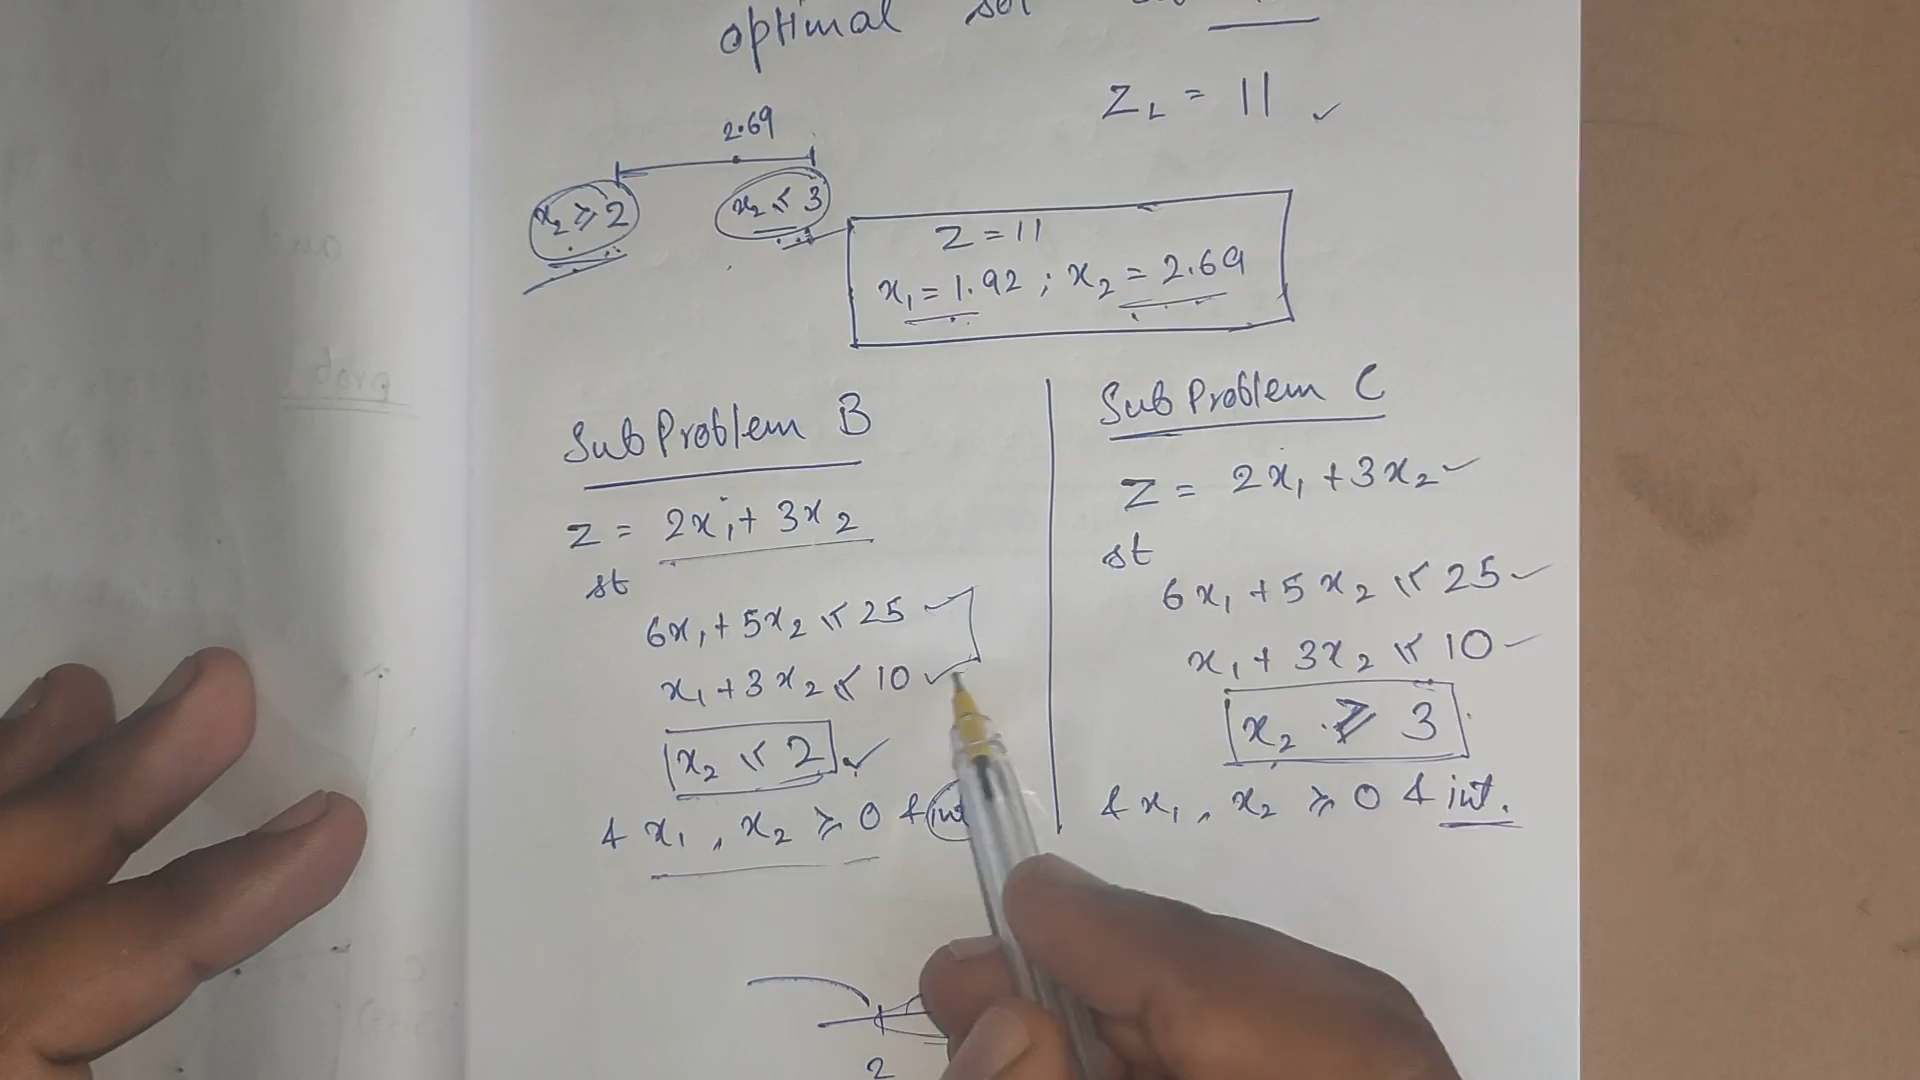 optimal sol
Z_L = 11 ✓
2.69
x₂ ⩾ 2
x₂ ⩽ 3
Z = 11
x₁ = 1.92 ; x₂ = 2.69
Sub Problem B
Z = 2x₁ + 3x₂
st
6x₁ + 5x₂ ⩽ 25
x₁ + 3x₂ ⩽ 10 ✓
x₂ ⩽ 2 ✓
& x₁, x₂ ⩾ 0 & int
2
Sub Problem C
Z = 2x₁ + 3x₂ ✓
st
6x₁ + 5x₂ ⩽ 25 ✓
x₁ + 3x₂ ⩽ 10 ✓
x₂ ⩾ 3
& x₁, x₂ ⩾ 0 & int.